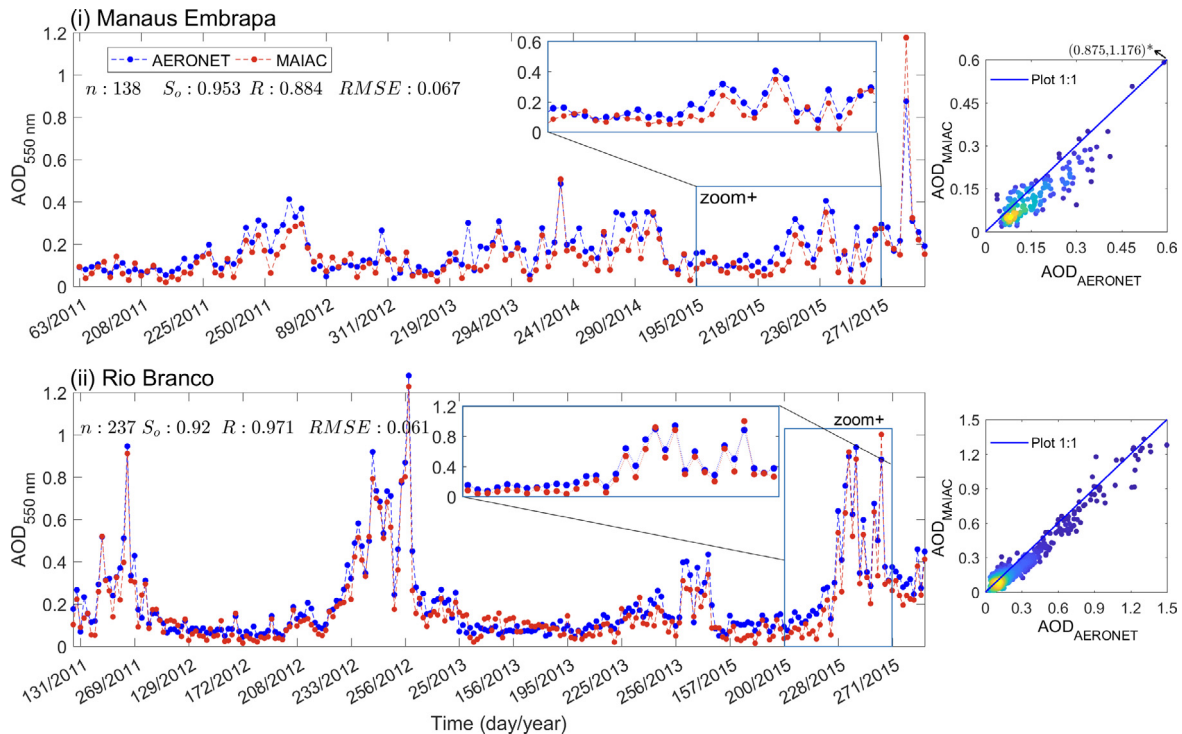 (i) Manaus Embrapa
1.2
1
0.8
0.6
0.4
0.2
0
AOD550 nm
AERONET MAIAC
n : 138 So : 0.953 R : 0.884 RMSE : 0.067
0.6
0.4
0.2
0
zoom+
63/2011 208/2011 225/2011 250/2011 89/2012 311/2012 219/2013 294/2013 241/2014 290/2014 195/2015 218/2015 236/2015 271/2015
(0.875,1.176)*
Plot 1:1
0.6
0.45
0.3
0.15
0
AODMAIAC
0 0.15 0.3 0.45 0.6
AODAERONET
(ii) Rio Branco
1.2
1
0.8
0.6
0.4
0.2
0
AOD550 nm
n : 237 So : 0.92 R : 0.971 RMSE : 0.061
1.2
0.8
0.4
0
zoom+
131/2011 269/2011 129/2012 172/2012 208/2012 233/2012 256/2012 25/2013 156/2013 195/2013 225/2013 256/2013 157/2015 200/2015 228/2015 271/2015
Time (day/year)
Plot 1:1
1.5
1.2
0.9
0.6
0.3
0
AODMAIAC
0 0.3 0.6 0.9 1.2 1.5
AODAERONET